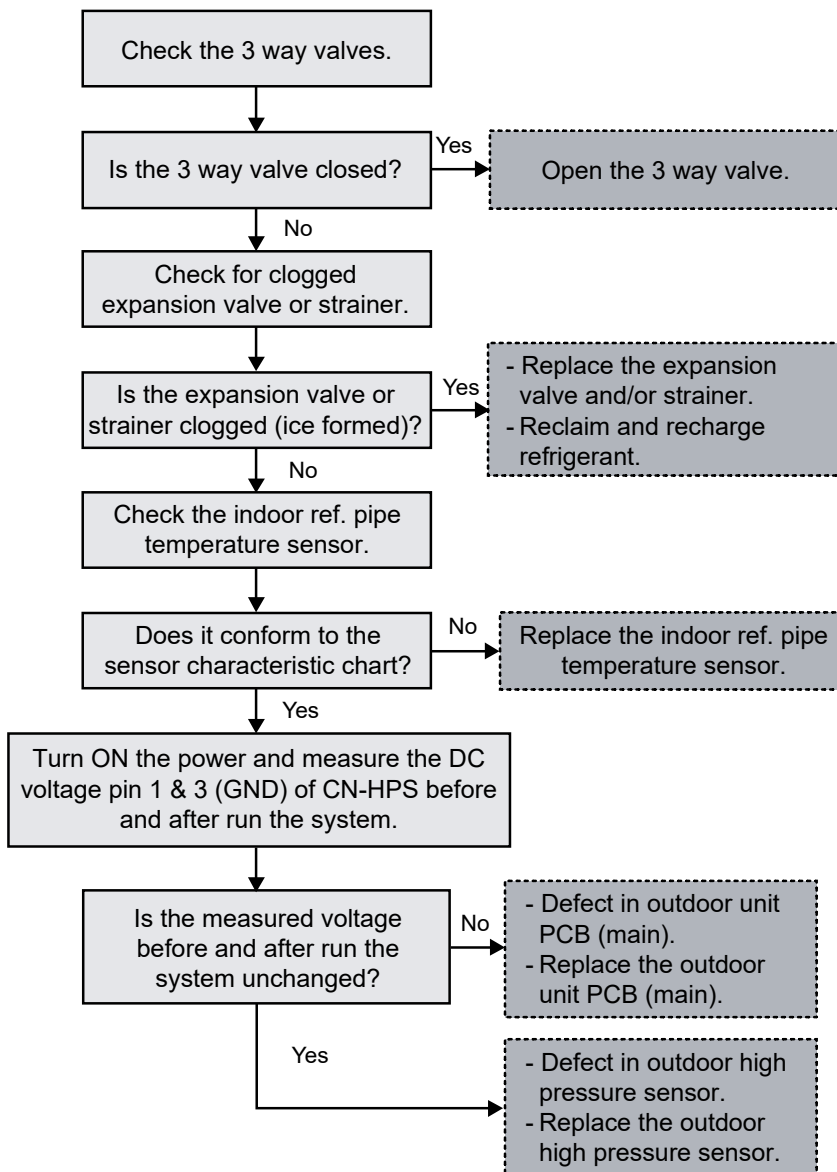 Check the 3 way valves.
Is the 3 way valve closed?
Yes
Open the 3 way valve.
No
Check for clogged
expansion valve or strainer.
Is the expansion valve or
strainer clogged (ice formed)?
Yes
- Replace the expansion
valve and/or strainer.
- Reclaim and recharge
refrigerant.
No
Check the indoor ref. pipe
temperature sensor.
Does it conform to the
sensor characteristic chart?
No
Replace the indoor ref. pipe
temperature sensor.
Yes
Turn ON the power and measure the DC
voltage pin 1 & 3 (GND) of CN-HPS before
and after run the system.
Is the measured voltage
before and after run the
system unchanged?
No
- Defect in outdoor unit
PCB (main).
- Replace the outdoor
unit PCB (main).
Yes
- Defect in outdoor high
pressure sensor.
- Replace the outdoor
high pressure sensor.